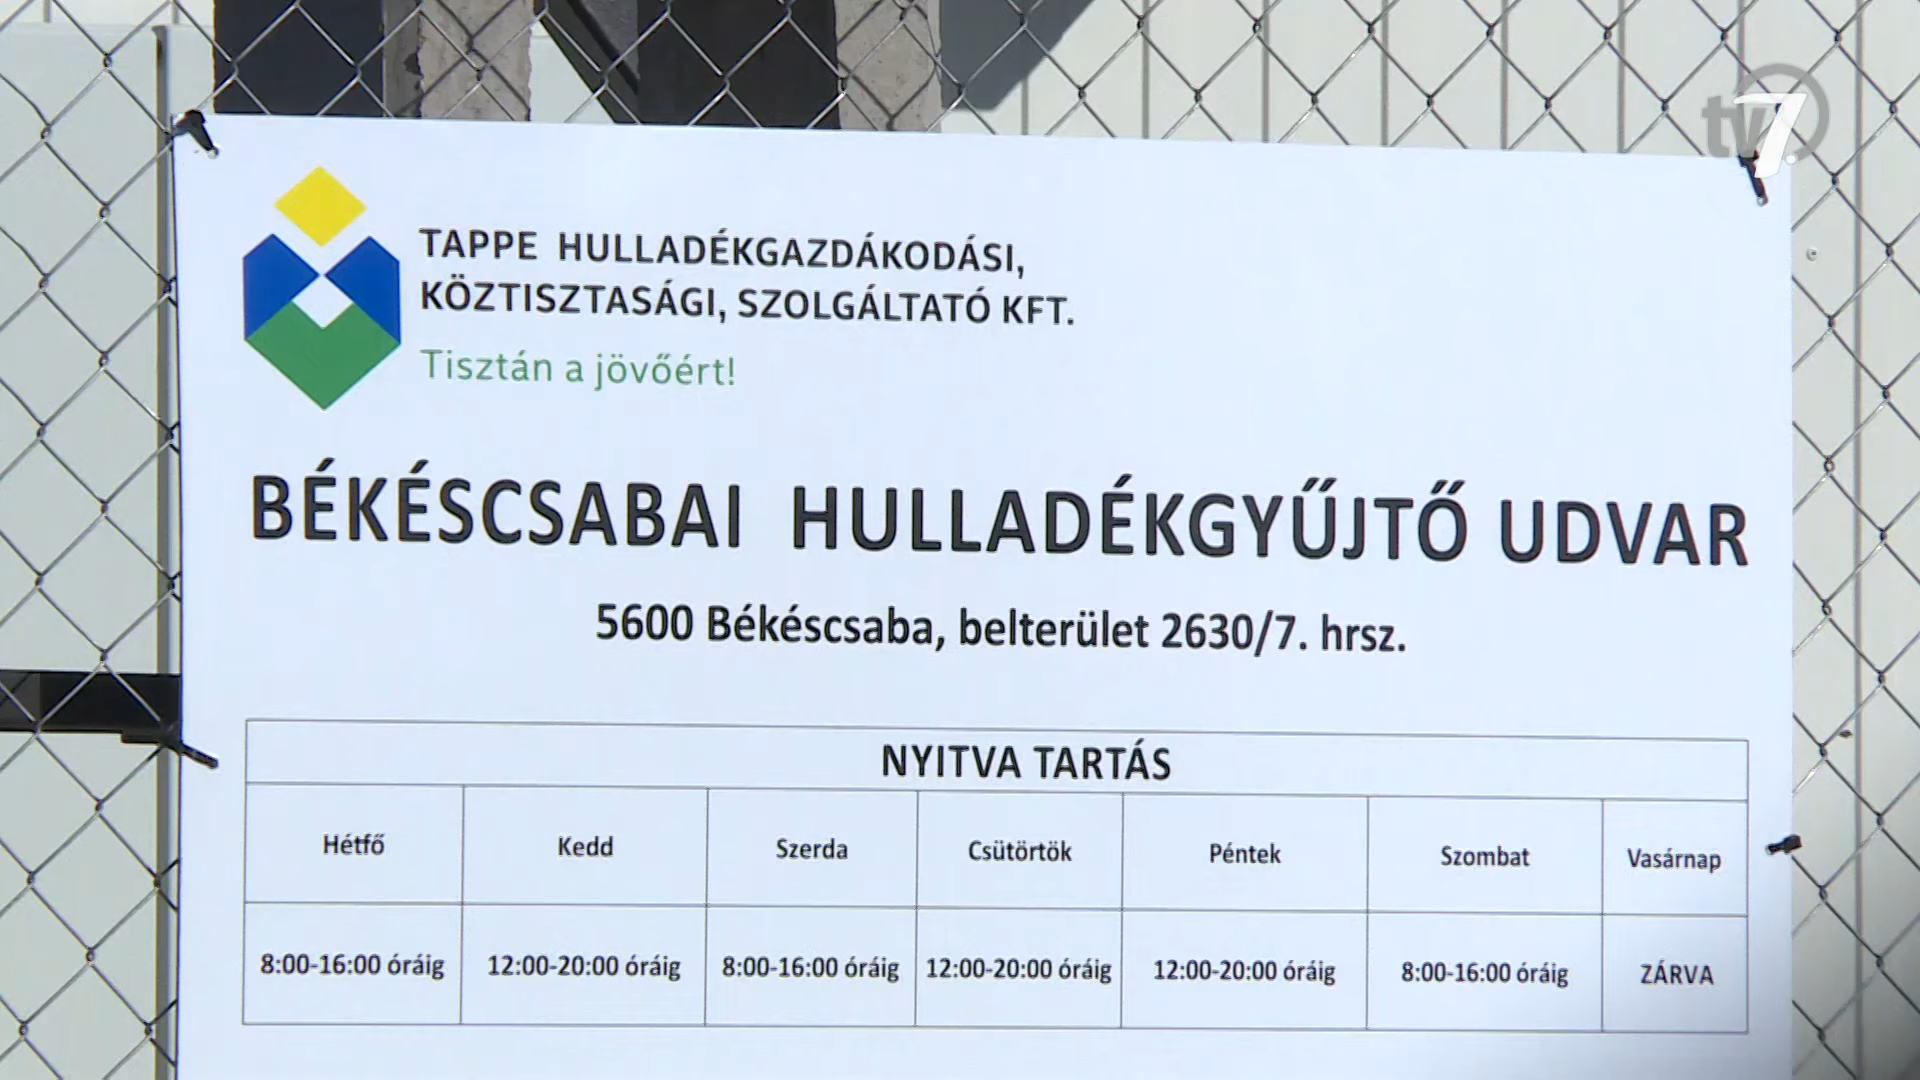 tv7.
TAPPE HULLADÉKGAZDÁKODÁSI,
KÖZTISZTASÁGI, SZOLGÁLTATÓ KFT.
Tisztán a jövőért!
BÉKÉSCSABAI HULLADÉKGYŰJTŐ UDVAR
5600 Békéscsaba, belterület 2630/7. hrsz.
NYITVA TARTÁS
Hétfő Kedd Szerda Csütörtök Péntek Szombat Vasárnap
8:00-16:00 óráig 12:00-20:00 óráig 8:00-16:00 óráig 12:00-20:00 óráig 12:00-20:00 óráig 8:00-16:00 óráig ZÁRVA